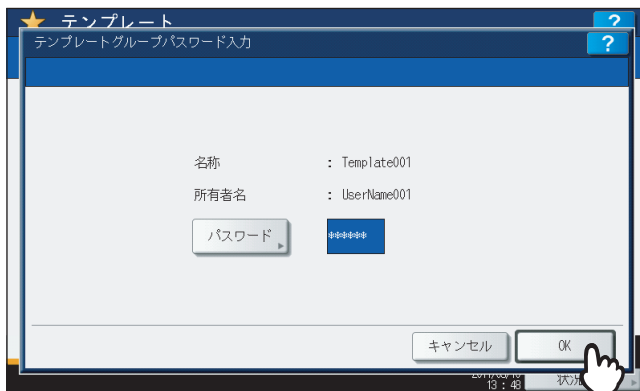 テンプレート
?
テンプレートグループパスワード入力
?
名称 : Template001
所有者名 : UserName001
パスワード ******
キャンセル OK
13 : 48 状況